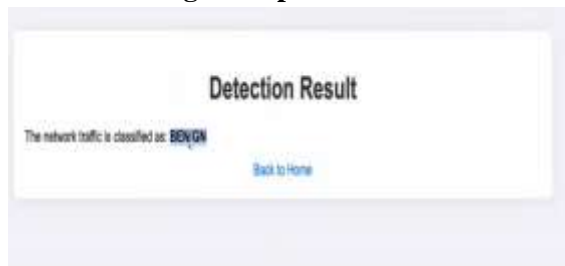 Detection Result
The network traffic is classified as: BENIGN
Back to Home